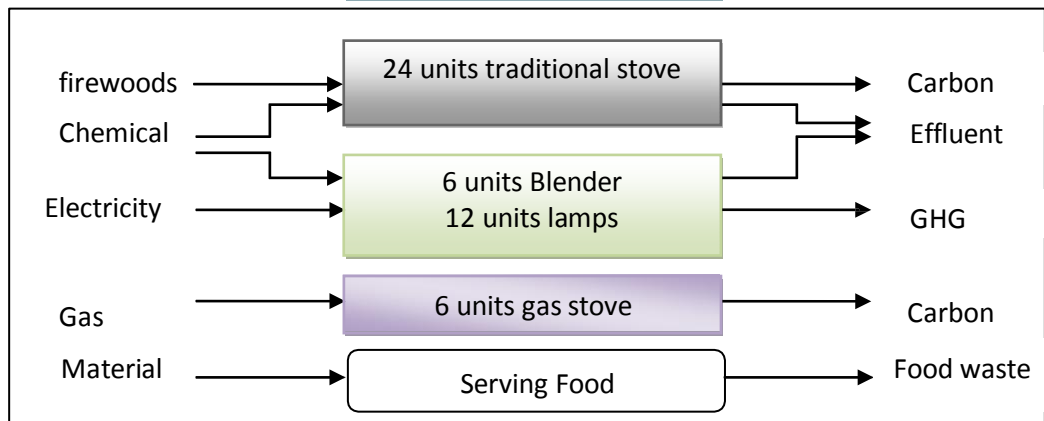 firewoods
24 units traditional stove
Carbon
Chemical
Effluent
6 units Blender
12 units lamps
Electricity
GHG
Gas
6 units gas stove
Carbon
Material
Serving Food
Food waste